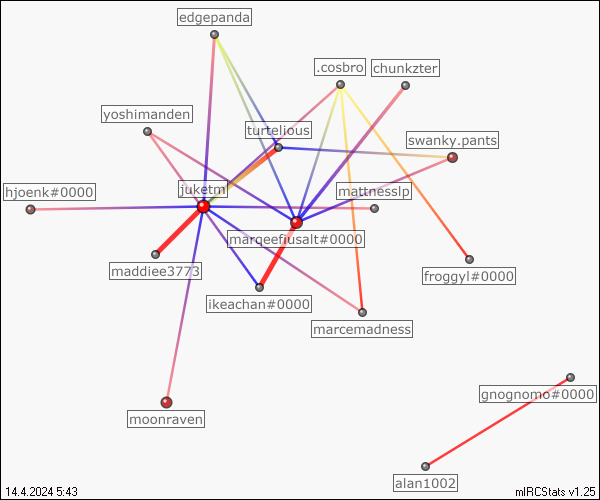 edgepanda
.cosbro
chunkzter
yoshimanden
turtelious
swanky.pants
hjoenk#0000
juketm
mattresslp
marqeefiusalt#0000
maddiee3773
froggyl#0000
ikeachan#0000
marcemadness
gnognomo#0000
moonraven
alan1002
14.4.2024 5:43
mIRCStats v1.25